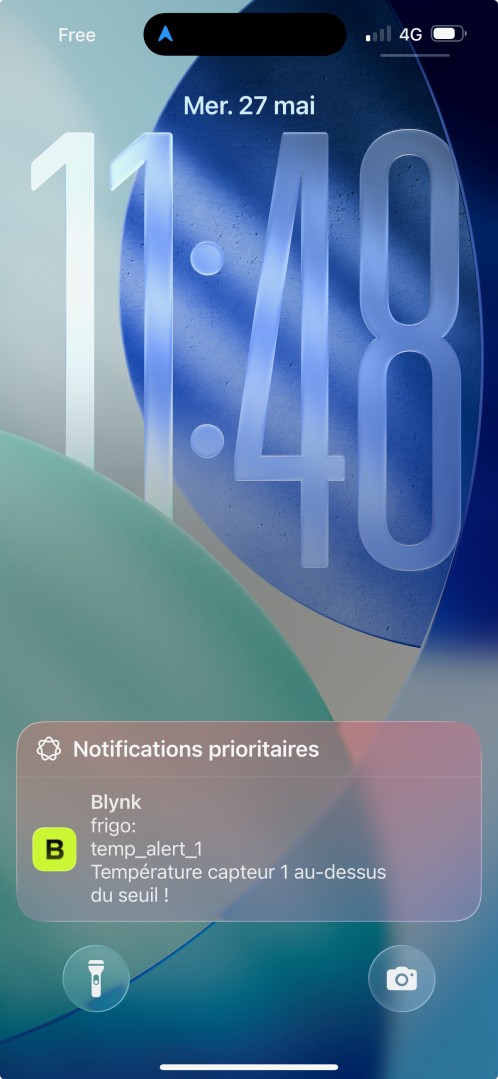 Free
4G
Mer. 27 mai
11:48
Notifications prioritaires
B
Blynk
frigo:
temp_alert_1
Température capteur 1 au-dessus
du seuil !